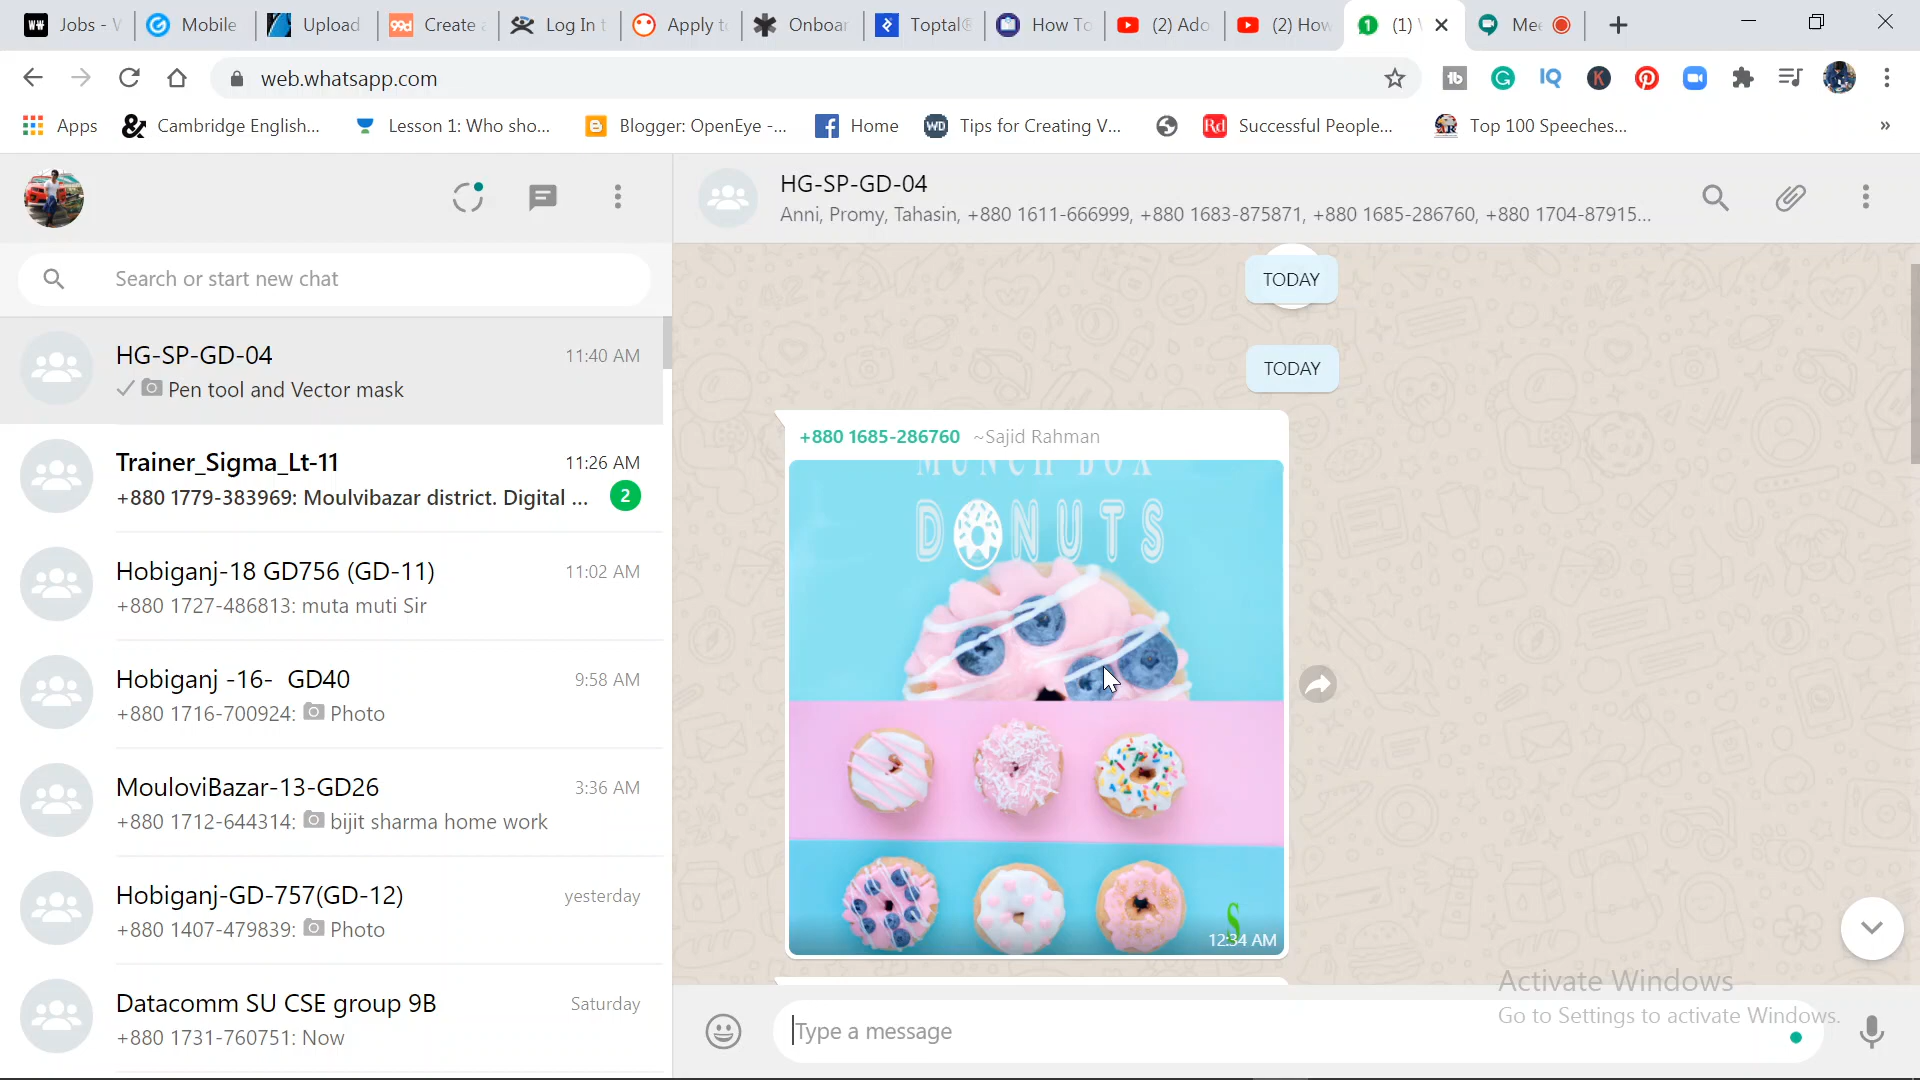 Jobs - W
Mobile
Upload
99d Create a
Log In t
Apply to
Onboar
Toptal®
How To
(2) Ado
(2) How
1 (1)
Mee
web.whatsapp.com
Apps
Cambridge English...
Lesson 1: Who sho...
Blogger: OpenEye -...
Home
WD Tips for Creating V...
Rd Successful People...
Top 100 Speeches...
»
HG-SP-GD-04
Anni, Promy, Tahasin, +880 1611-666999, +880 1683-875871, +880 1685-286760, +880 1704-87915...
Search or start new chat
HG-SP-GD-04
11:40 AM
Pen tool and Vector mask
Trainer_Sigma_Lt-11
11:26 AM
+880 1779-383969: Moulvibazar district. Digital ...
2
Hobiganj-18 GD756 (GD-11)
11:02 AM
+880 1727-486813: muta muti Sir
Hobiganj -16- GD40
9:58 AM
+880 1716-700924: Photo
MouloviBazar-13-GD26
3:36 AM
+880 1712-644314: bijit sharma home work
Hobiganj-GD-757(GD-12)
yesterday
+880 1407-479839: Photo
Datacomm SU CSE group 9B
Saturday
+880 1731-760751: Now
TODAY
TODAY
+880 1685-286760 ~Sajid Rahman
MUNCH BOX
DONUTS
S
12:34 AM
Activate Windows
Go to Settings to activate Windows.
Type a message